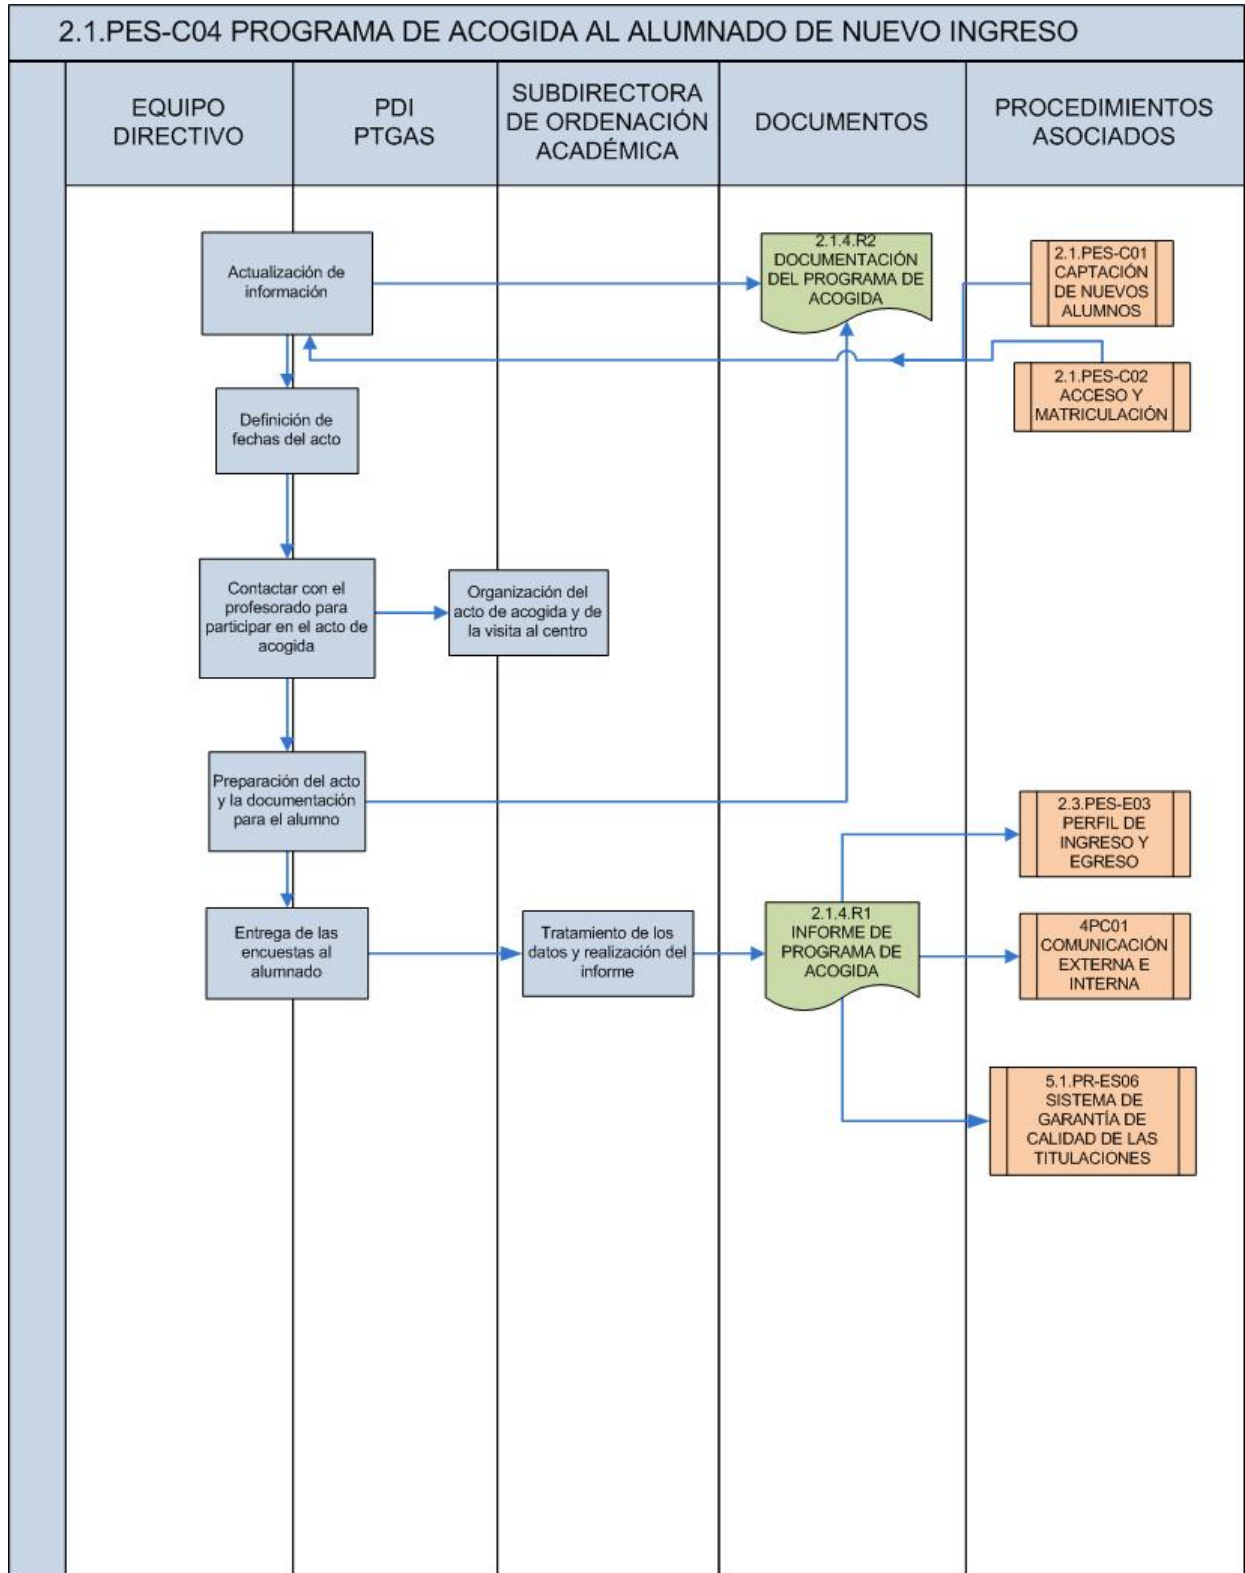 2.1.PES-C04 PROGRAMA DE ACOGIDA AL ALUMNADO DE NUEVO INGRESO
EQUIPO
DIRECTIVO
PDI
PTGAS
SUBDIRECTORA
DE ORDENACIÓN
ACADÉMICA
DOCUMENTOS
PROCEDIMIENTOS
ASOCIADOS
Actualización de
información
2.1.4.R2
DOCUMENTACIÓN
DEL PROGRAMA DE
ACOGIDA
2.1.PES-C01
CAPTACIÓN
DE NUEVOS
ALUMNOS
2.1.PES-C02
ACCESO Y
MATRICULACIÓN
Definición de
fechas del acto
Contactar con el
profesorado para
participar en el acto de
acogida
Organización del
acto de acogida y de
la visita al centro
Preparación del acto
y la documentación
para el alumno
2.3.PES-E03
PERFIL DE
INGRESO Y
EGRESO
Entrega de las
encuestas al
alumnado
Tratamiento de los
datos y realización del
informe
2.1.4.R1
INFORME DE
PROGRAMA DE
ACOGIDA
4PC01
COMUNICACIÓN
EXTERNA E
INTERNA
5.1.PR-ES06
SISTEMA DE
GARANTÍA DE
CALIDAD DE LAS
TITULACIONES